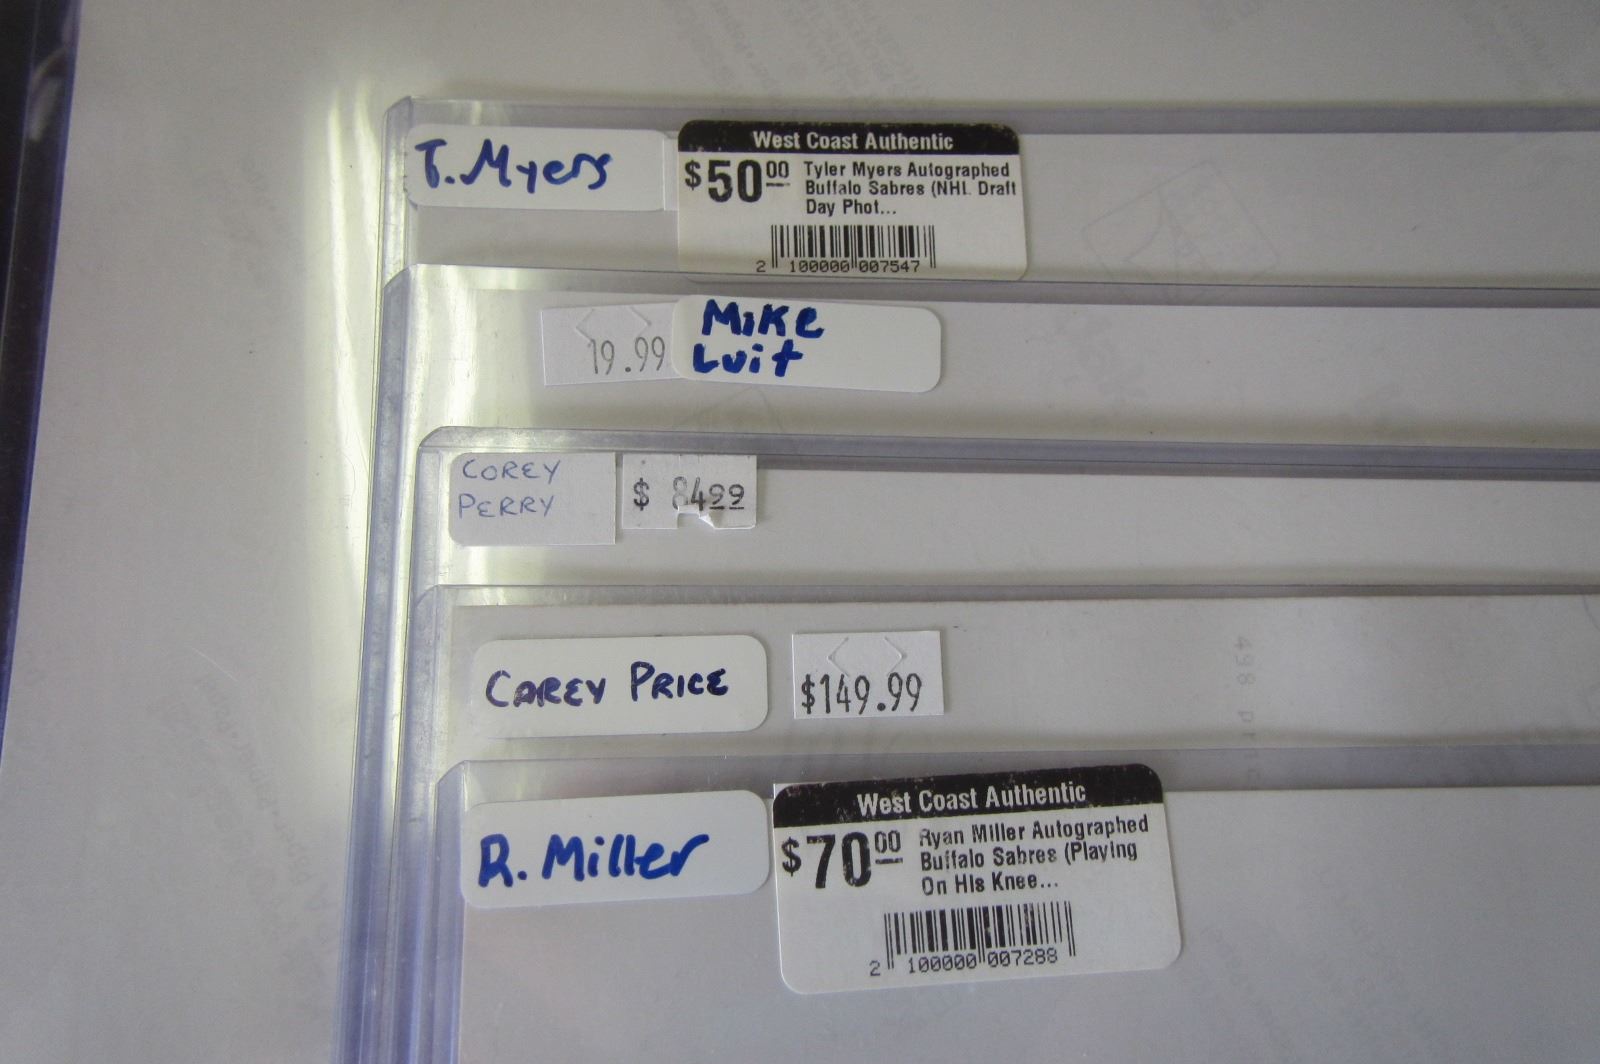 T. Myers
West Coast Authentic
$50.00 Tyler Myers Autographed
Buffalo Sabres (NHL Draft
Day Phot...
2 100000 007547
19.99
Mike
Luit
COREY
PERRY
$ 84.99
CAREY PRICE
$149.99
R. Miller
West Coast Authentic
$70.00 Ryan Miller Autographed
Buffalo Sabres (Playing
On His Knee...
2 100000 007288